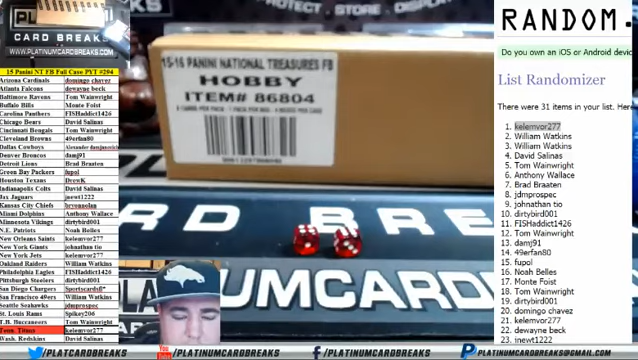 CARD BREAKS
WWW.PLATINUMCARDBREAKS.COM
15 Panini NT FB Full Case PYT #294
Arizona Cardinals domingo chavez
Atlanta Falcons dewayne beck
Baltimore Ravens Tom Wainwright
Buffalo Bills Monte Foist
Carolina Panthers FISHaddict1426
Chicago Bears David Salinas
Cincinnati Bengals Tom Wainwright
Cleveland Browns 49erfan80
Dallas Cowboys
Denver Broncos damj91
Detroit Lions Brad Braaten
Green Bay Packers fupol
Houston Texans DrewK
Indianapolis Colts David Salinas
Jax Jaguars jnewt1222
Kansas City Chiefs
Miami Dolphins Anthony Wallace
Minnesota Vikings dirtybird001
N.E. Patriots Noah Belles
New Orleans Saints kelemvor277
New York Giants johnathan tio
New York Jets kelemvor277
Oakland Raiders William Watkins
Philadelphia Eagles FISHaddict1426
Pittsburgh Steelers dirtybird001
San Diego Chargers
San Francisco 49ers William Watkins
Seattle Seahawks jdmprospec
St. Louis Rams Spikey206
T.B. Buccaneers Tom Wainwright
Tenn. Titans kelemvor277
Wash. Redskins David Salinas
PROTECT · STORE · DISPLAY
15-16 PANINI NATIONAL TREASURES FB
HOBBY
ITEM# 86804
RD BRE
INUMCARD
RANDOM.
Do you own an iOS or Android devic
List Randomizer
There were 31 items in your list. Here
1. kelemvor277
2. William Watkins
3. William Watkins
4. David Salinas
5. Tom Wainwright
6. Anthony Wallace
7. Brad Braaten
8. jdmprospec
9. johnathan tio
10. dirtybird001
11. FISHaddict1426
12. Tom Wainwright
13. damj91
14. 49erfan80
15. fupol
16. Noah Belles
17. Monte Foist
18. Tom Wainwright
19. dirtybird001
20. domingo chavez
21. kelemvor277
22. dewayne beck
23. jnewt1222
/PLATCARDBREAKS
/PLATINUMCARDBREAKS
/PLATINUMCARDBREAKS
@PLATCARDBREAKS